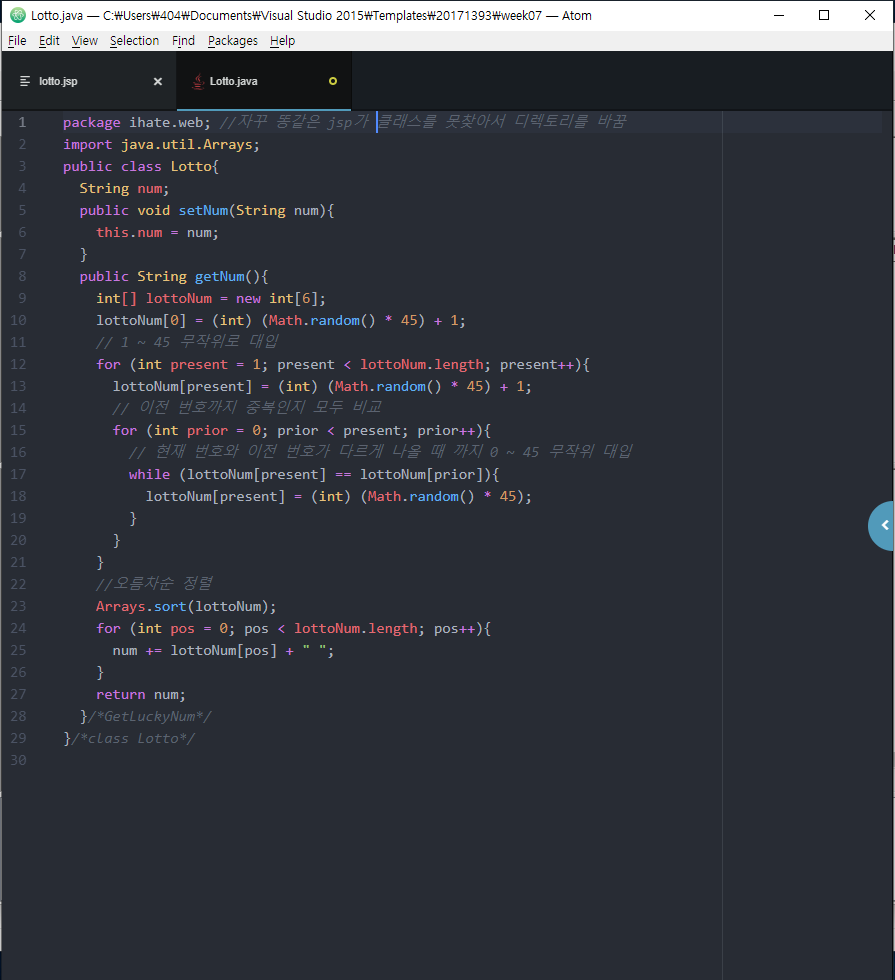 Lotto.java — C:₩Users₩404₩Documents₩Visual Studio 2015₩Templates₩20171393₩week07 — Atom
File Edit View Selection Find Packages Help
lotto.jsp Lotto.java
1 package ihate.web; //자꾸 똥같은 jsp가 클래스를 못찾아서 디렉토리를 바꿈
2 import java.util.Arrays;
3 public class Lotto{
4 String num;
5 public void setNum(String num){
6 this.num = num;
7 }
8 public String getNum(){
9 int[] lottoNum = new int[6];
10 lottoNum[0] = (int) (Math.random() * 45) + 1;
11 // 1 ~ 45 무작위로 대입
12 for (int present = 1; present < lottoNum.length; present++){
13 lottoNum[present] = (int) (Math.random() * 45) + 1;
14 // 이전 번호까지 중복인지 모두 비교
15 for (int prior = 0; prior < present; prior++){
16 // 현재 번호와 이전 번호가 다르게 나올 때 까지 0 ~ 45 무작위 대입
17 while (lottoNum[present] == lottoNum[prior]){
18 lottoNum[present] = (int) (Math.random() * 45);
19 }
20 }
21 }
22 //오름차순 정렬
23 Arrays.sort(lottoNum);
24 for (int pos = 0; pos < lottoNum.length; pos++){
25 num += lottoNum[pos] + " ";
26 }
27 return num;
28 }/*GetLuckyNum*/
29 }/*class Lotto*/
30